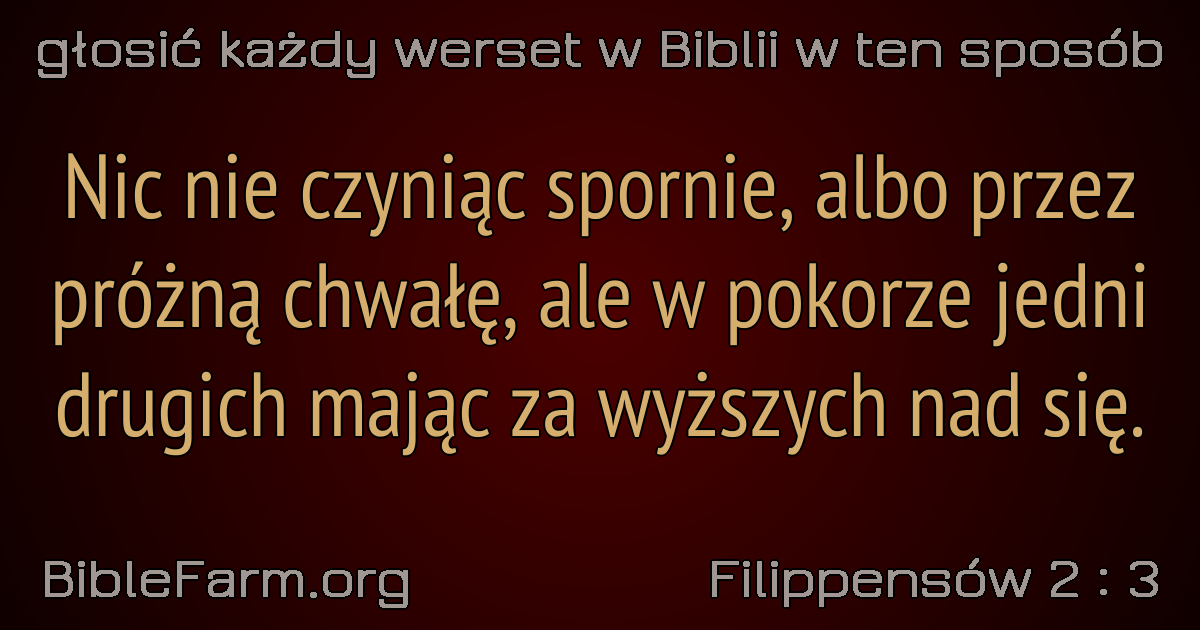 głosić każdy werset w Biblii w ten sposób
Nic nie czyniąc spornie, albo przez
próżną chwałę, ale w pokorze jedni
drugich mając za wyższych nad się.
BibleFarm.org
Filippensów 2 : 3